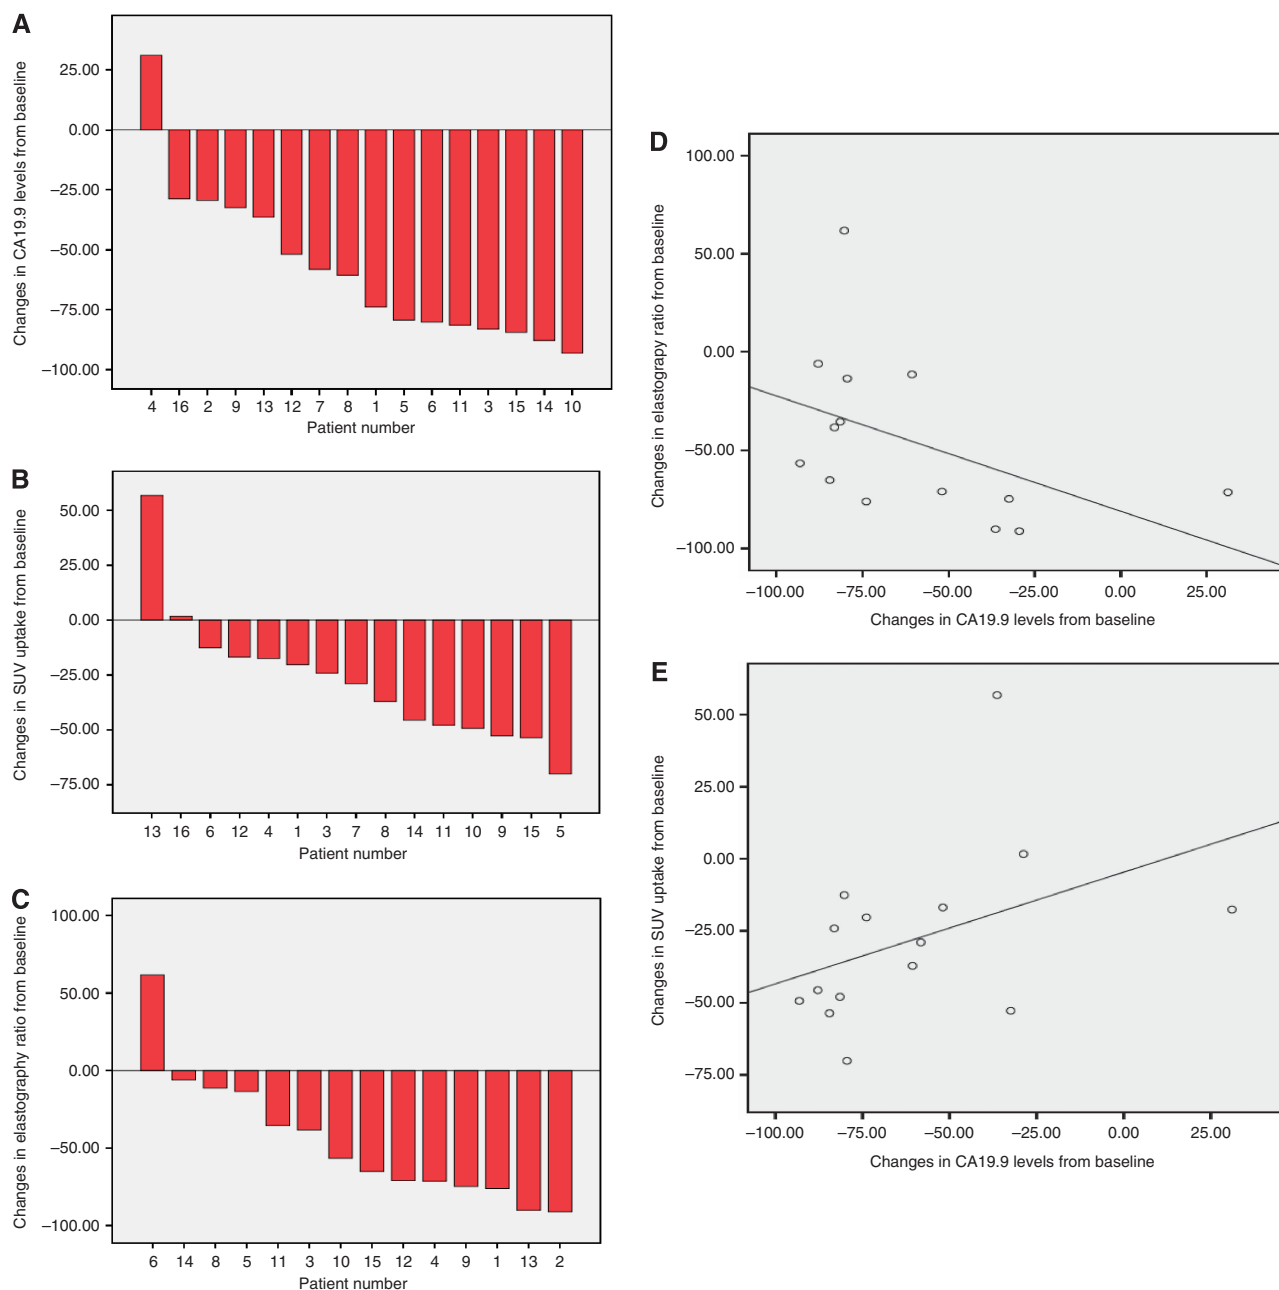 A
Changes in CA19.9 levels from baseline
25.00
0.00
–25.00
–50.00
–75.00
–100.00
4 16 2 9 13 12 7 8 1 5 6 11 3 15 14 10
Patient number
B
Changes in SUV uptake from baseline
50.00
25.00
0.00
–25.00
–50.00
–75.00
13 16 6 12 4 1 3 7 8 14 11 10 9 15 5
Patient number
C
Changes in elastography ratio from baseline
100.00
50.00
0.00
–50.00
–100.00
6 14 8 5 11 3 10 15 12 4 9 1 13 2
Patient number
D
Changes in elastograpy ratio from baseline
100.00
50.00
0.00
–50.00
–100.00
–100.00 –75.00 –50.00 –25.00 0.00 25.00
Changes in CA19.9 levels from baseline
E
Changes in SUV uptake from baseline
50.00
25.00
0.00
–25.00
–50.00
–75.00
–100.00 –75.00 –50.00 –25.00 0.00 25.00
Changes in CA19.9 levels from baseline